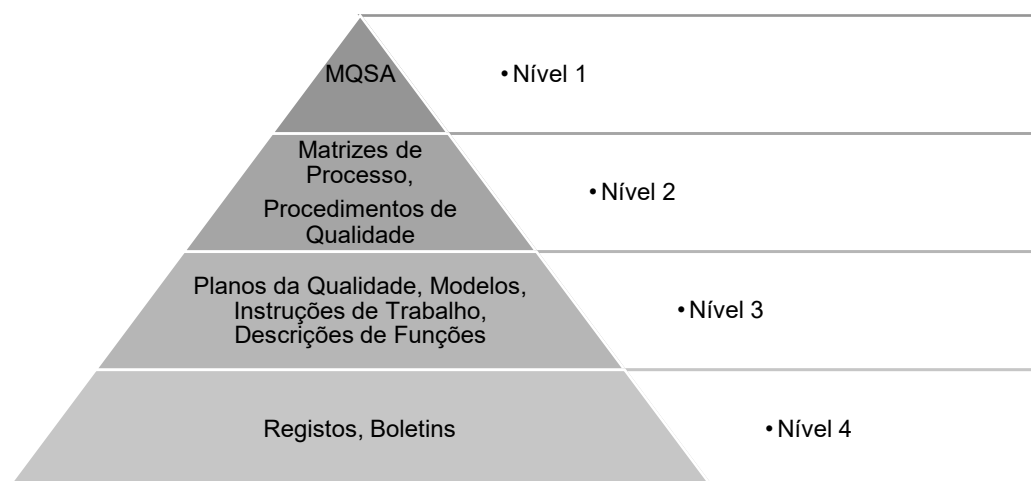 MQSA
• Nível 1
Matrizes de
Processo,
Procedimentos de
Qualidade
• Nível 2
Planos da Qualidade, Modelos,
Instruções de Trabalho,
Descrições de Funções
• Nível 3
Registos, Boletins
• Nível 4